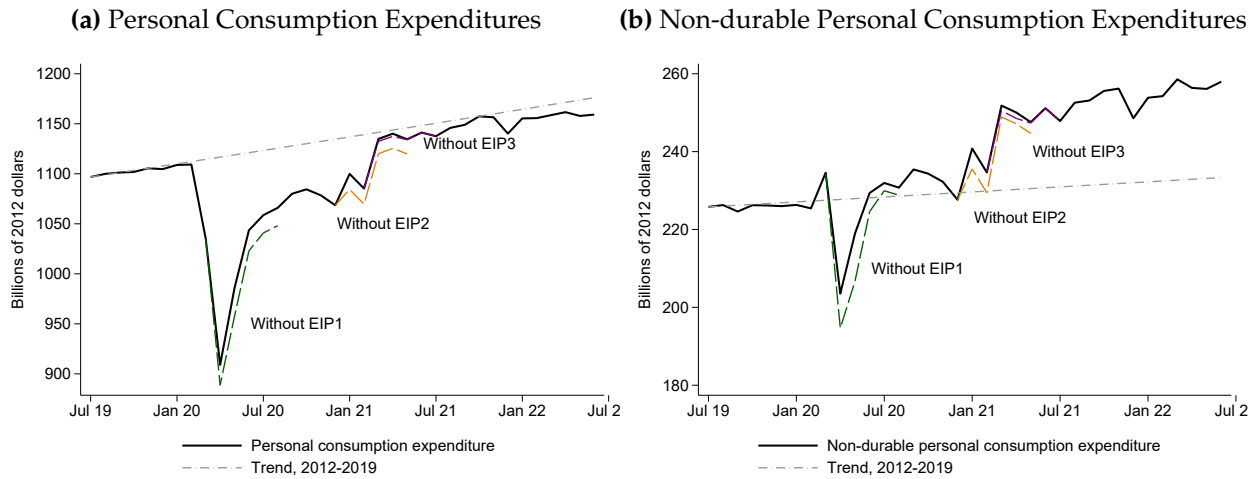 (a) Personal Consumption Expenditures
1200
1150
1100
1050
1000
950
900
Billions of 2012 dollars
Without EIP3
Without EIP2
Without EIP1
Jul 19
Jan 20
Jul 20
Jan 21
Jul 21
Jan 22
Jul 2
Personal consumption expenditure
Trend, 2012-2019
(b) Non-durable Personal Consumption Expenditures
260
240
220
200
180
Billions of 2012 dollars
Without EIP3
Without EIP2
Without EIP1
Jul 19
Jan 20
Jul 20
Jan 21
Jul 21
Jan 22
Jul 2
Non-durable personal consumption expenditure
Trend, 2012-2019